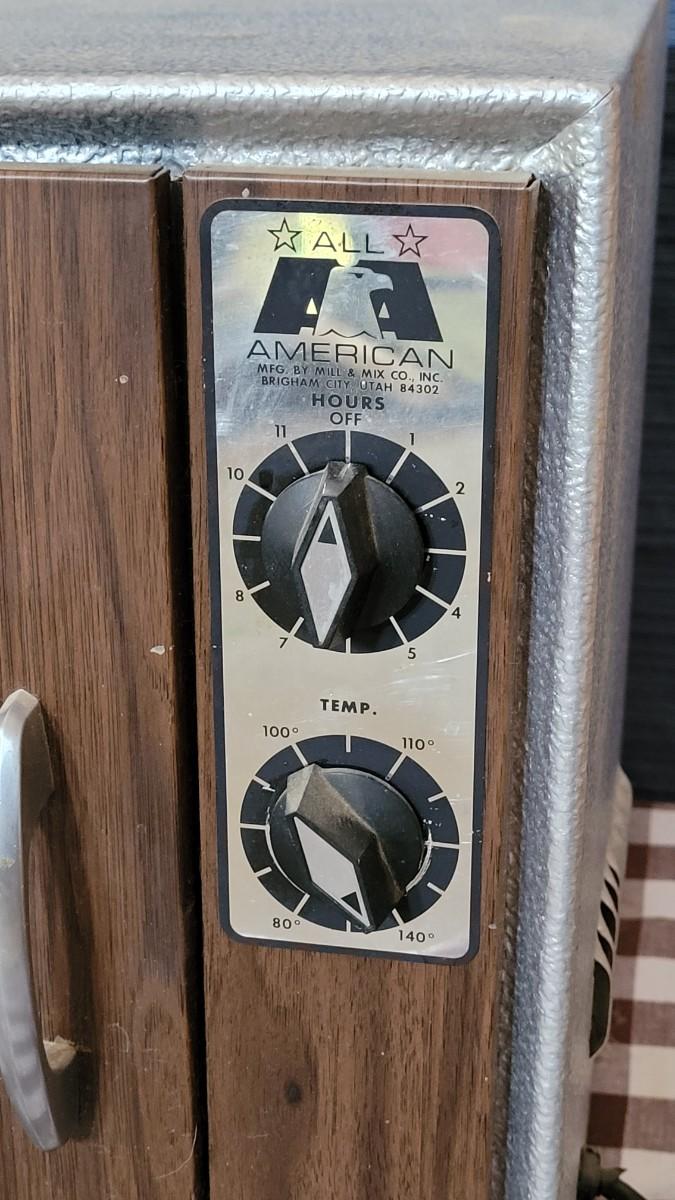 ☆ ALL ☆
AMERICAN
MFG. BY MILL & MIX CO., INC.
BRIGHAM CITY, UTAH 84302
HOURS
OFF
11 1
10 2
8 4
7 5
TEMP.
100° 110°
80° 140°